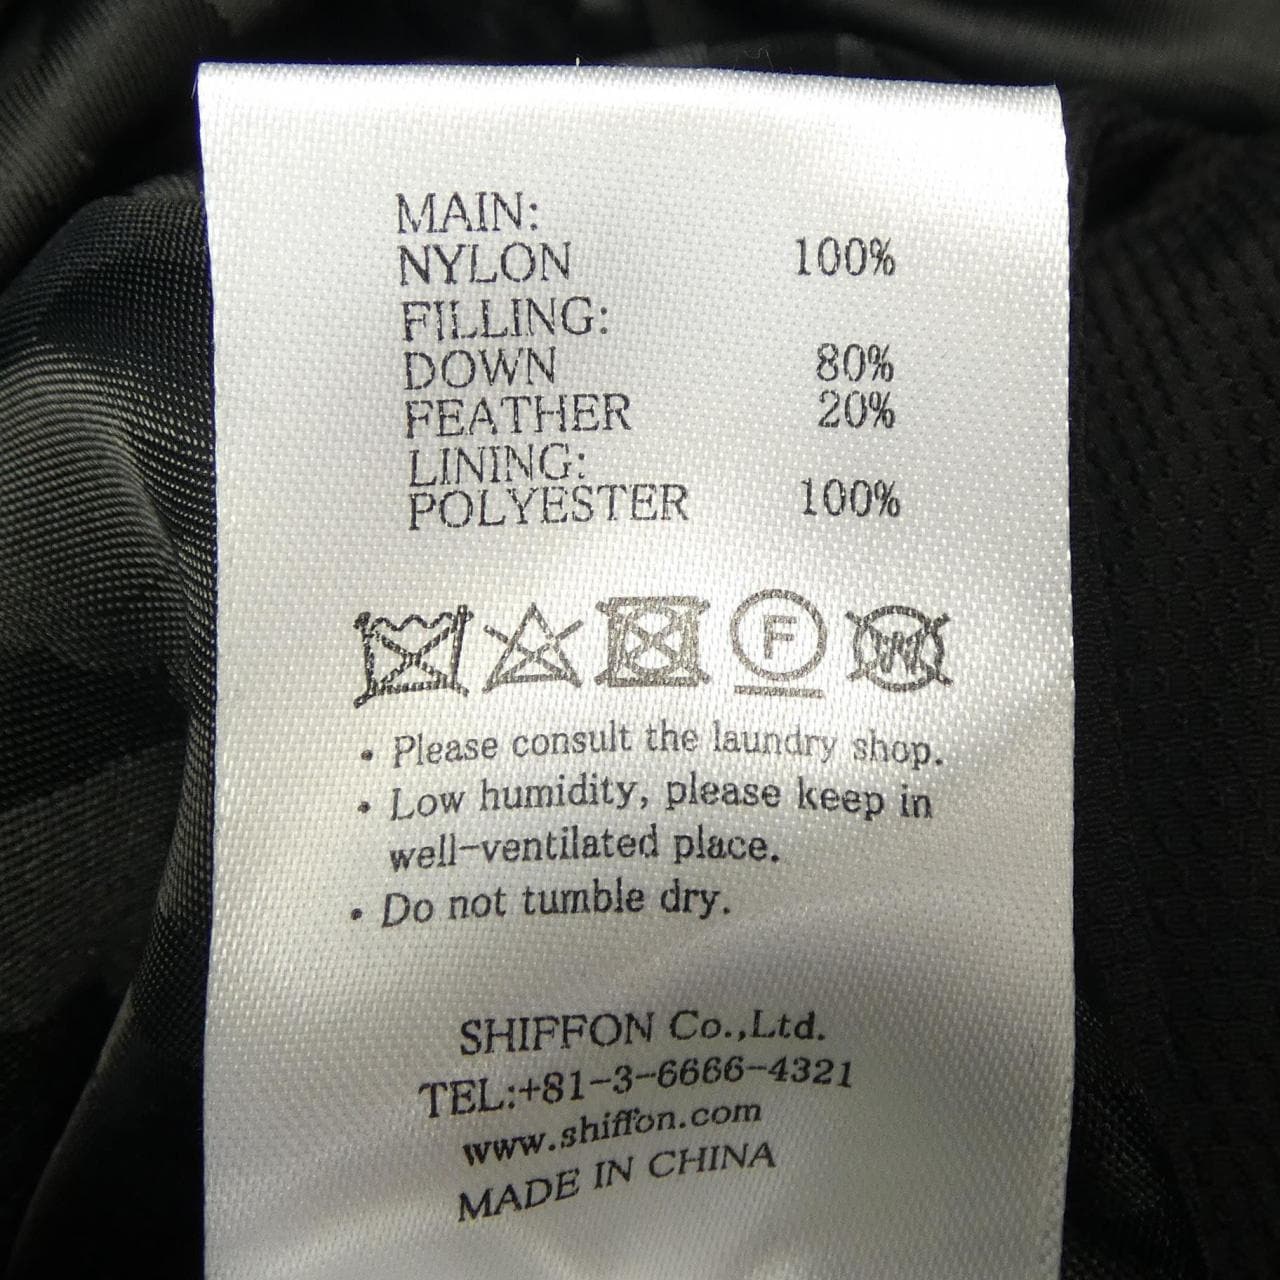 MAIN:
NYLON 100%
FILLING:
DOWN 80%
FEATHER 20%
LINING:
POLYESTER 100%
F W
• Please consult the laundry shop.
• Low humidity, please keep in
well-ventilated place.
• Do not tumble dry.
SHIFFON Co.,Ltd.
TEL:+81-3-6666-4321
www.shiffon.com
MADE IN CHINA